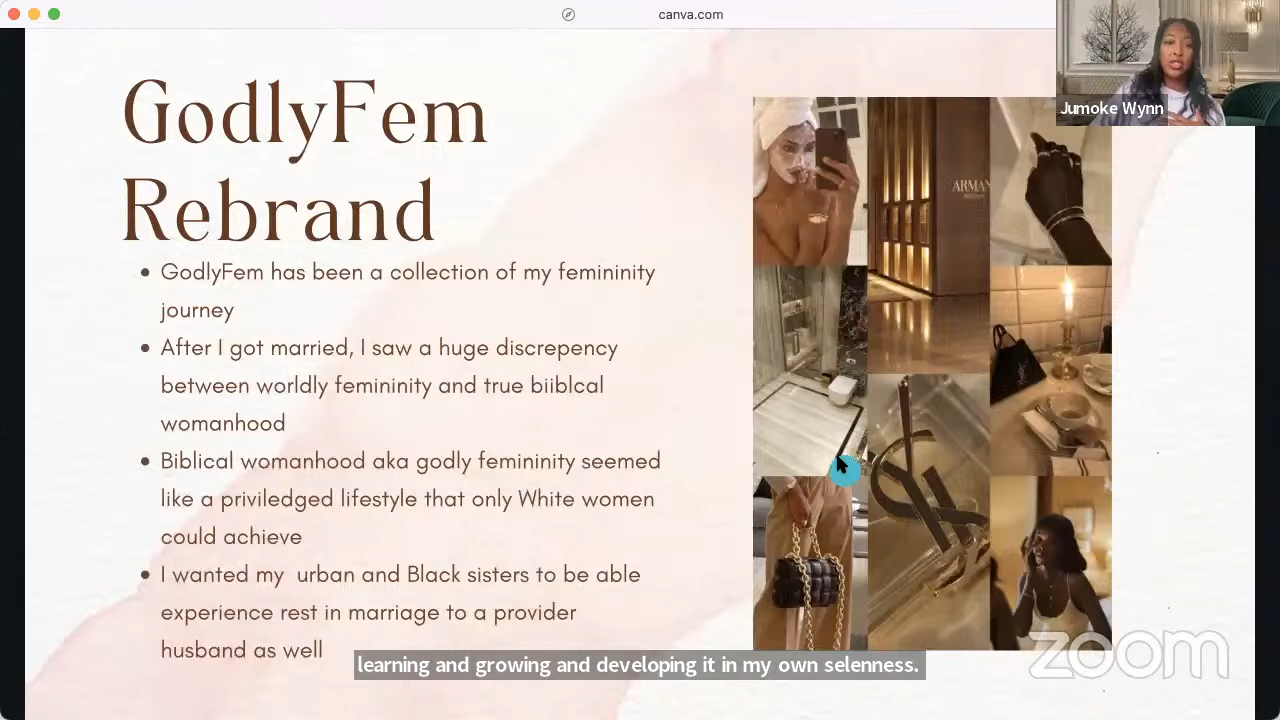 canva.com
Jumoke Wynn
GodlyFem
Rebrand
ARMAN
GodlyFem has been a collection of my femininity
journey
After I got married, I saw a huge discrepency
between worldly femininity and true biiblcal
womanhood
Biblical womanhood aka godly femininity seemed
like a priviledged lifestyle that only White women
could achieve
I wanted my urban and Black sisters to be able
experience rest in marriage to a provider
husband as well
learning and growing and developing it in my own selenness.
zoom